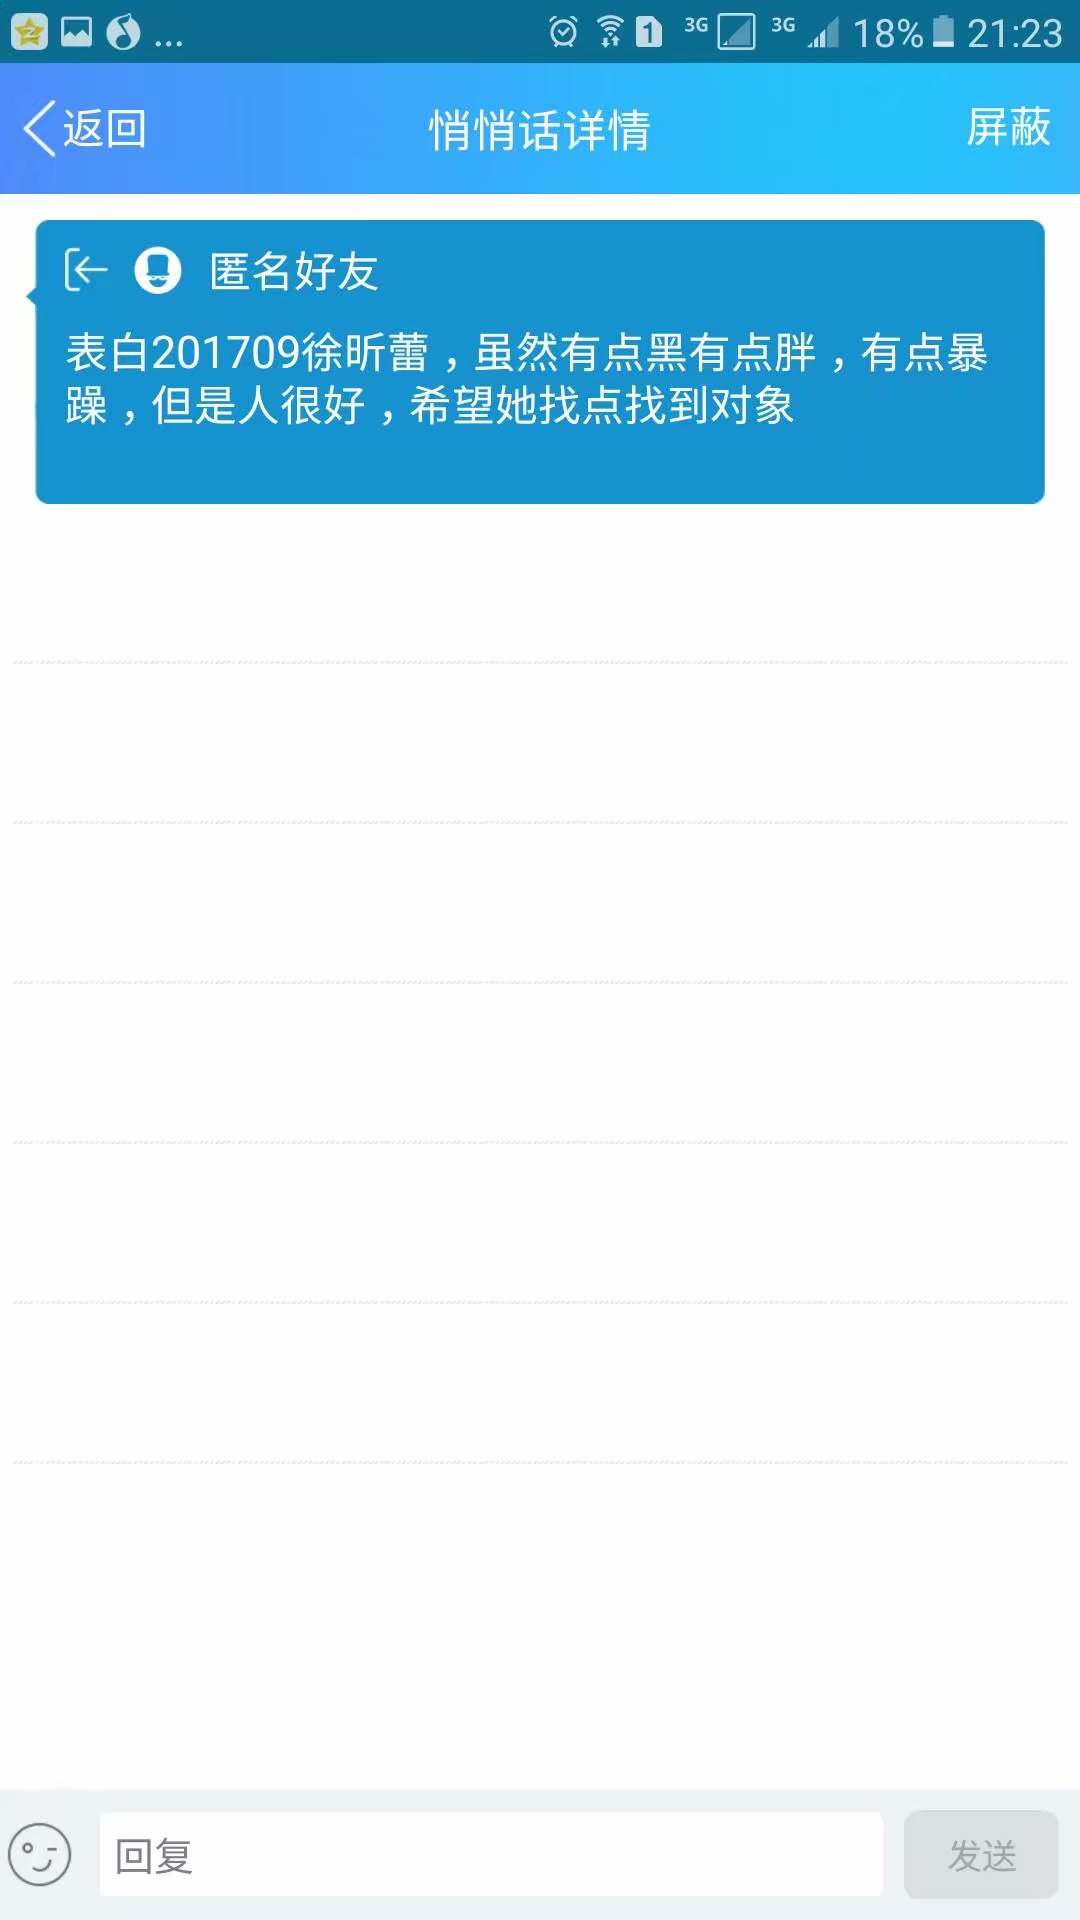 ... 1 3G 3G 18% 21:23
返回 悄悄话详情 屏蔽
匿名好友
表白201709徐昕蕾，虽然有点黑有点胖，有点暴
躁，但是人很好，希望她找点找到对象
回复 发送